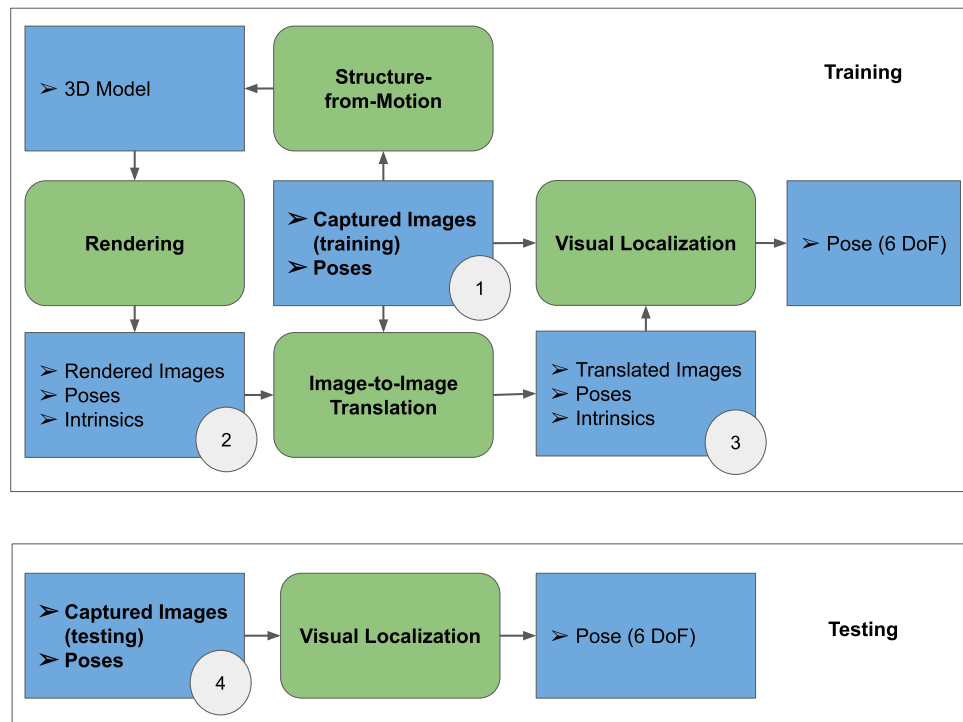 ➢ 3D Model
Structure-
from-Motion
Training
Rendering
➢ Captured Images
(training)
➢ Poses
1
Visual Localization
➢ Pose (6 DoF)
➢ Rendered Images
➢ Poses
➢ Intrinsics
2
Image-to-Image
Translation
➢ Translated Images
➢ Poses
➢ Intrinsics
3
➢ Captured Images
(testing)
➢ Poses
4
Visual Localization
➢ Pose (6 DoF)
Testing